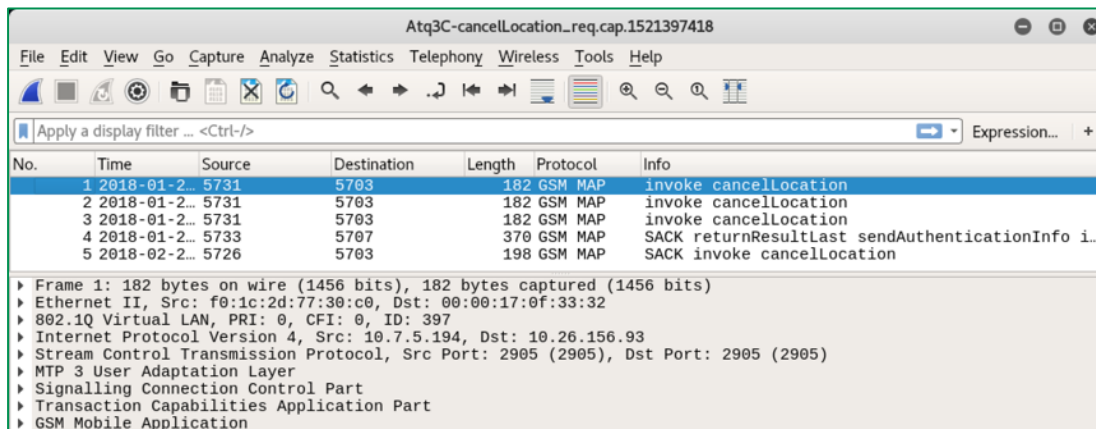 Atq3C-cancelLocation_req.cap.1521397418
File Edit View Go Capture Analyze Statistics Telephony Wireless Tools Help
Apply a display filter ... <Ctrl-/> Expression... +
No. Time Source Destination Length Protocol Info
1 2018-01-2… 5731 5703 182 GSM MAP invoke cancelLocation
2 2018-01-2… 5731 5703 182 GSM MAP invoke cancelLocation
3 2018-01-2… 5731 5703 182 GSM MAP invoke cancelLocation
4 2018-01-2… 5733 5707 370 GSM MAP SACK returnResultLast sendAuthenticationInfo i…
5 2018-02-2… 5726 5703 198 GSM MAP SACK invoke cancelLocation
Frame 1: 182 bytes on wire (1456 bits), 182 bytes captured (1456 bits)
Ethernet II, Src: f0:1c:2d:77:30:c0, Dst: 00:00:17:0f:33:32
802.1Q Virtual LAN, PRI: 0, CFI: 0, ID: 397
Internet Protocol Version 4, Src: 10.7.5.194, Dst: 10.26.156.93
Stream Control Transmission Protocol, Src Port: 2905 (2905), Dst Port: 2905 (2905)
MTP 3 User Adaptation Layer
Signalling Connection Control Part
Transaction Capabilities Application Part
GSM Mobile Application